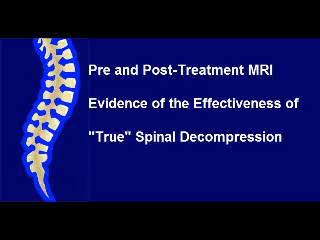 Pre and Post-Treatment MRI
Evidence of the Effectiveness of
"True" Spinal Decompression